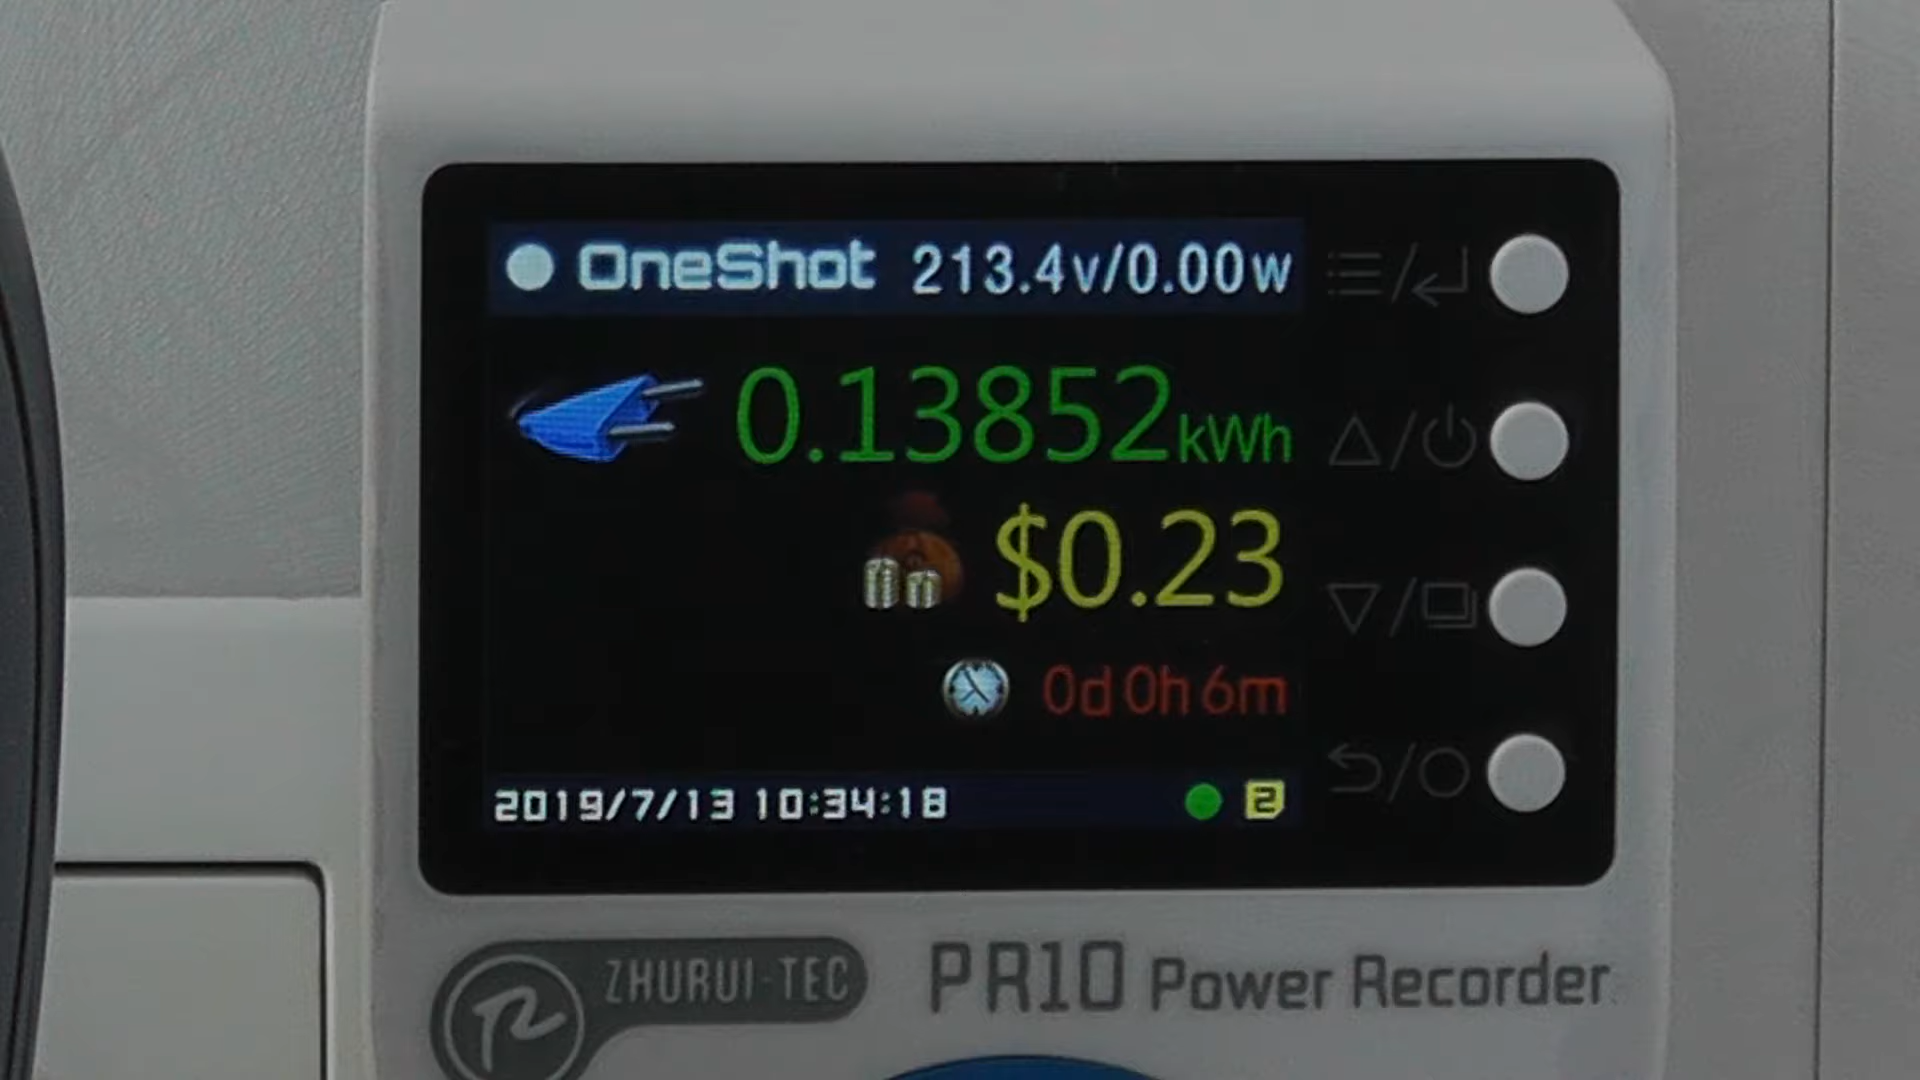 OneShot 213.4v/0.00w
0.13852kWh
$0.23
0d 0h 6m
2019/7/13 10:34:18 2
ZHURUI-TEC PR10 Power Recorder